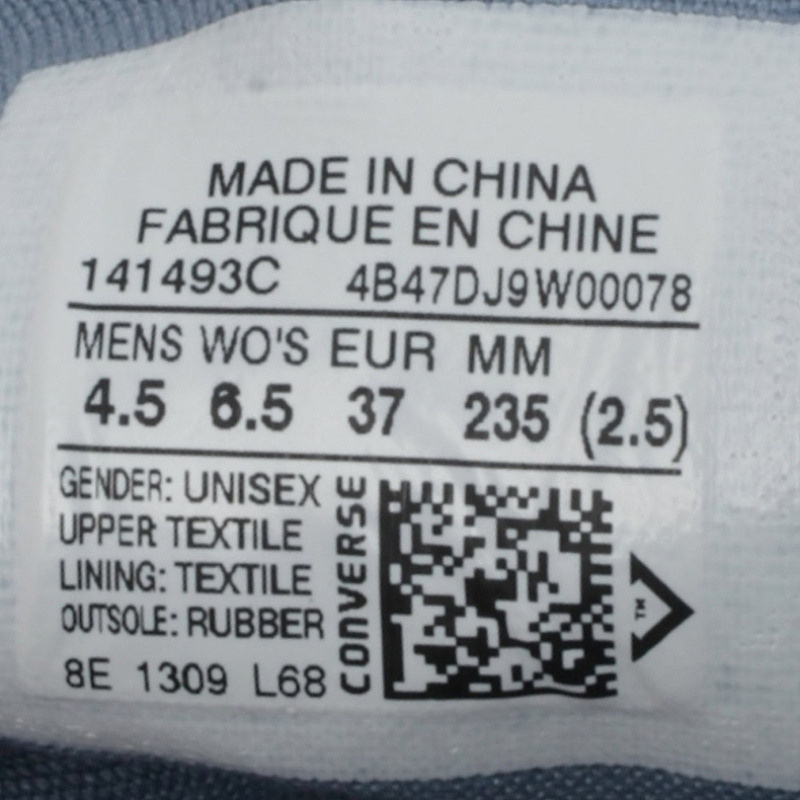 MADE IN CHINA
FABRIQUE EN CHINE
141493C 4B47DJ9W00078
MENS WO'S EUR MM
4.5 6.5 37 235 (2.5)
GENDER: UNISEX
UPPER TEXTILE
LINING: TEXTILE
OUTSOLE: RUBBER
8E 1309 L68
CONVERSE
TM